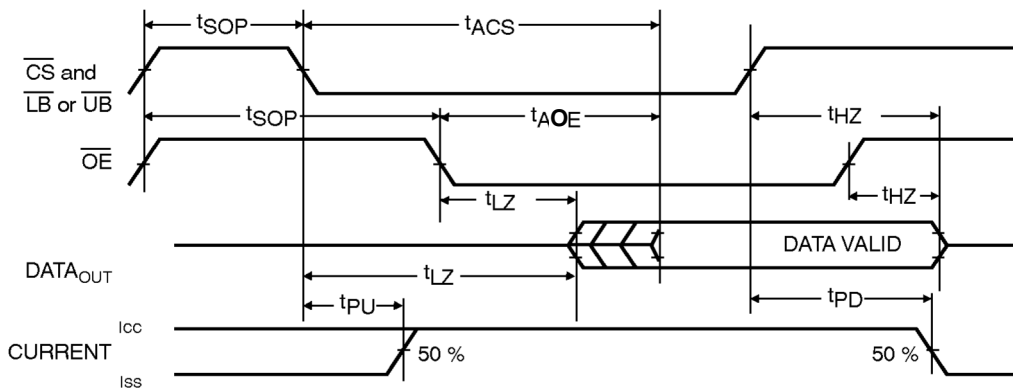 tSOP
tACS
CS and
LB or UB
tSOP
tAOE
tHZ
OE
tLZ
tHZ
DATA VALID
DATAOUT
tLZ
tPU
tPD
ICC
CURRENT
50 %
50 %
ISS